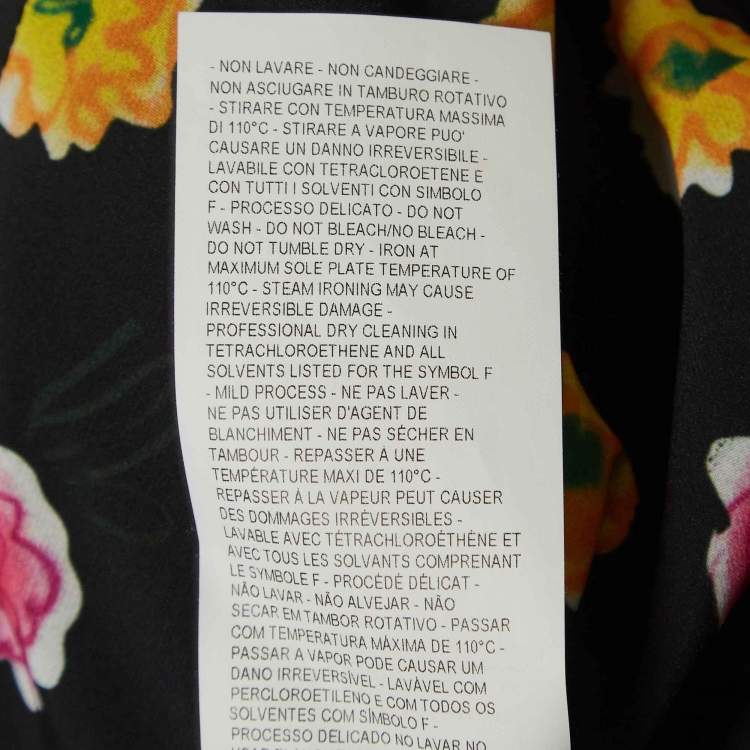 - NON LAVARE - NON CANDEGGIARE -
NON ASCIUGARE IN TAMBURO ROTATIVO
- STIRARE CON TEMPERATURA MASSIMA
DI 110°C - STIRARE A VAPORE PUO'
CAUSARE UN DANNO IRREVERSIBILE -
LAVABILE CON TETRACLOROETENE E
CON TUTTI I SOLVENTI CON SIMBOLO
F - PROCESSO DELICATO - DO NOT
WASH - DO NOT BLEACH/NO BLEACH -
DO NOT TUMBLE DRY - IRON AT
MAXIMUM SOLE PLATE TEMPERATURE OF
110°C - STEAM IRONING MAY CAUSE
IRREVERSIBLE DAMAGE -
PROFESSIONAL DRY CLEANING IN
TETRACHLOROETHENE AND ALL
SOLVENTS LISTED FOR THE SYMBOL F
- MILD PROCESS - NE PAS LAVER -
NE PAS UTILISER D'AGENT DE
BLANCHIMENT - NE PAS SÉCHER EN
TAMBOUR - REPASSER À UNE
TEMPÉRATURE MAXI DE 110°C -
REPASSER À LA VAPEUR PEUT CAUSER
DES DOMMAGES IRRÉVERSIBLES -
LAVABLE AVEC TÉTRACHLOROÉTHÈNE ET
AVEC TOUS LES SOLVANTS COMPRENANT
LE SYMBOLE F - PROCÉDÉ DÉLICAT -
NÃO LAVAR - NÃO ALVEJAR - NÃO
SECAR EM TAMBOR ROTATIVO - PASSAR
COM TEMPERATURA MÁXIMA DE 110°C -
PASSAR A VAPOR PODE CAUSAR UM
DANO IRREVERSÍVEL - LAVÀVEL COM
PERCLOROETILENO E COM TODOS OS
SOLVENTES COM SÍMBOLO F -
PROCESSO DELICADO NO LAVAR NO